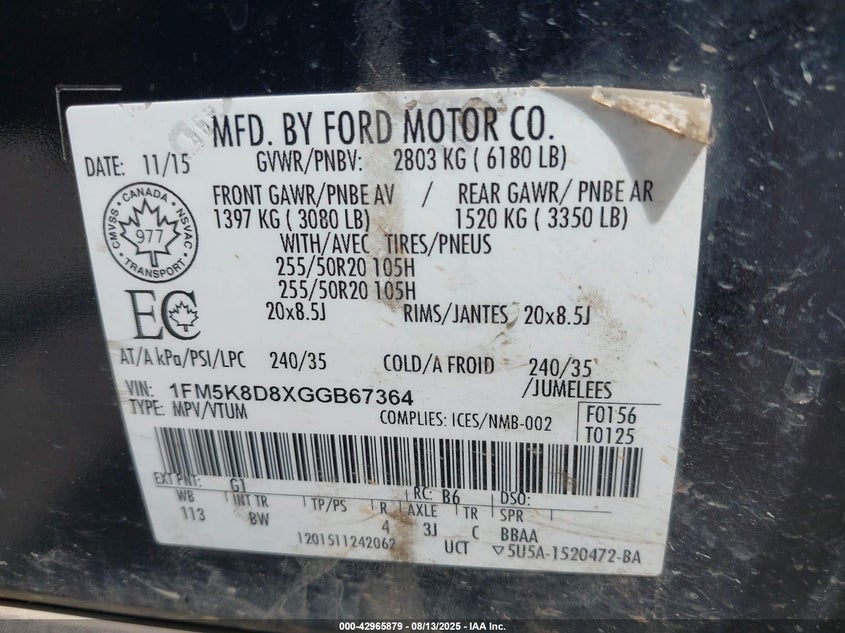 MFD. BY FORD MOTOR CO.
DATE: 11/15 GVWR/PNBV: 2803 KG ( 6180 LB)
FRONT GAWR/PNBE AV / REAR GAWR/ PNBE AR
1397 KG ( 3080 LB) 1520 KG ( 3350 LB)
WITH/AVEC TIRES/PNEUS
255/50R20 105H
255/50R20 105H
20x8.5J RIMS/JANTES 20x8.5J
CMVSS · CANADA · NSVAC
977
TRANSPORT
EC
AT/A kPa/PSI/LPC 240/35 COLD/A FROID 240/35
/JUMELEES
VIN: 1FM5K8D8XGGB67364
TYPE: MPV/VTUM COMPLIES: ICES/NMB-002
F0156
T0125
EXT PNT: G1 RC: B6 DSO:
WB INT TR TP/PS R AXLE TR SPR
113 BW 4 3J C BBAA
1201511242062 UCT ▽5U5A-1520472-BA
000-42965879 - 08/13/2025 - IAA Inc.